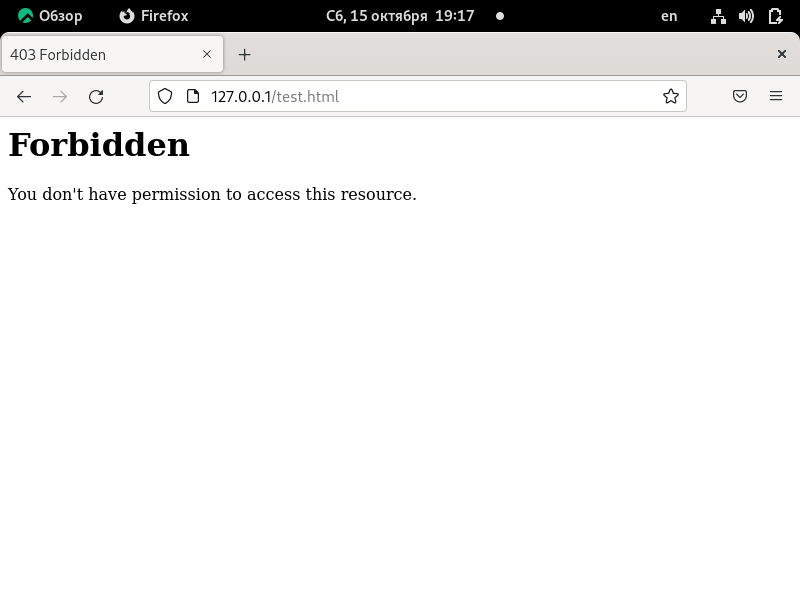 Обзор Firefox Сб, 15 октября 19:17 en
403 Forbidden
127.0.0.1/test.html
Forbidden
You don't have permission to access this resource.